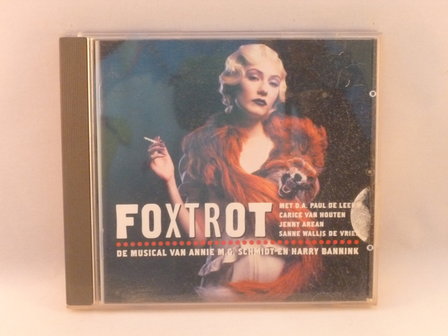 FOXTROT
MET O.A. PAUL DE LEEUW
CARICE VAN HOUTEN
JENNY AREAN
SANNE WALLIS DE VRIES
DE MUSICAL VAN ANNIE M.G. SCHMIDT EN HARRY BANNINK